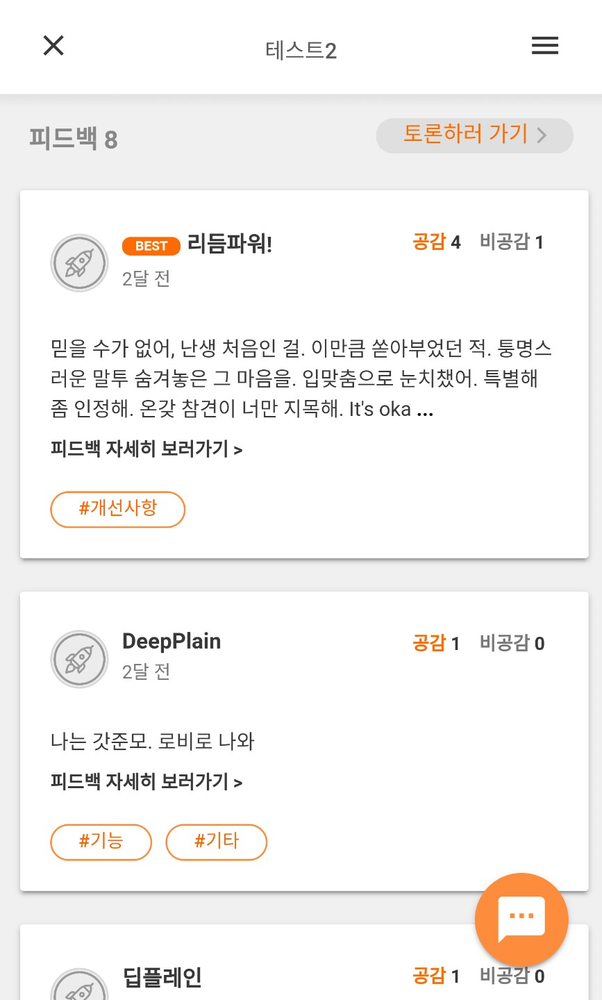 테스트2
피드백 8
토론하러 가기
BEST 리듬파워!
공감 4 비공감 1
2달 전
믿을 수가 없어, 난생 처음인 걸. 이만큼 쏟아부었던 적. 퉁명스
러운 말투 숨겨놓은 그 마음을. 입맞춤으로 눈치챘어. 특별해
좀 인정해. 온갖 참견이 너만 지목해. It's oka ...
피드백 자세히 보러가기 >
#개선사항
DeepPlain
공감 1 비공감 0
2달 전
나는 갓준모. 로비로 나와
피드백 자세히 보러가기 >
#기능 #기타
딥플레인
공감 1 비공감 0